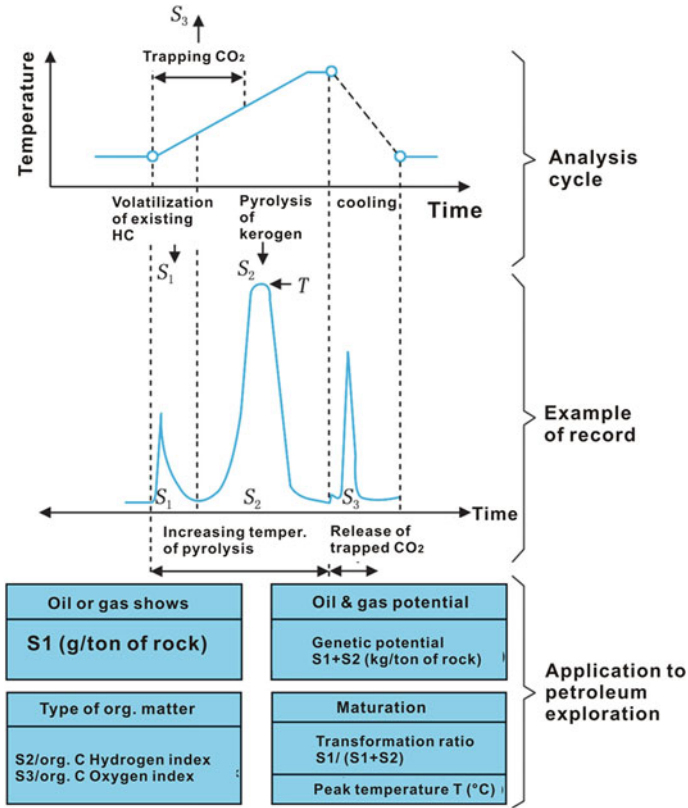 S₃
Trapping CO₂
Temperature
Analysis
cycle
Volatilization
of existing
HC
Pyrolysis
of
kerogen
cooling
Time
S₁
S₂
T
Example
of record
S₁
S₂
S₃
Time
Increasing temper.
of pyrolysis
Release of
trapped CO₂
Oil or gas shows
S1 (g/ton of rock)
Oil & gas potential
Genetic potential
S1+S2 (kg/ton of rock)
Application to
petroleum
exploration
Type of org. matter
S2/org. C Hydrogen index
S3/org. C Oxygen index
Maturation
Transformation ratio
S1/ (S1+S2)
Peak temperature T (°C)